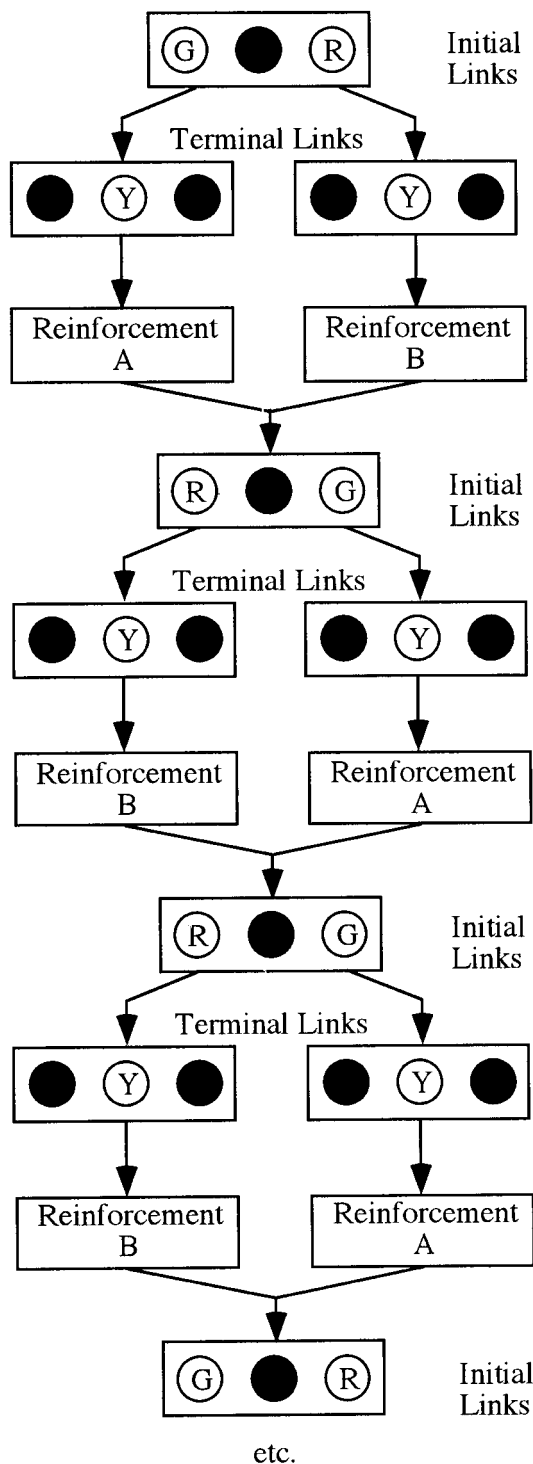 G R
Initial
Links
Terminal Links
Y Y
Reinforcement
A
Reinforcement
B
R G
Initial
Links
Terminal Links
Y Y
Reinforcement
B
Reinforcement
A
R G
Initial
Links
Terminal Links
Y Y
Reinforcement
B
Reinforcement
A
G R
Initial
Links
etc.